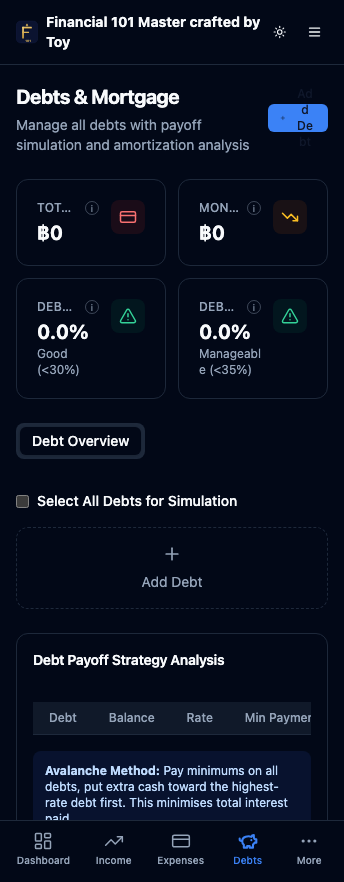 Financial 101 Master crafted by
Toy
Debts & Mortgage
Manage all debts with payoff
simulation and amortization analysis
Ad
d
De
bt
TOT...
฿0
MON...
฿0
DEB...
0.0%
Good
(<30%)
DEB...
0.0%
Manageabl
e (<35%)
Debt Overview
Select All Debts for Simulation
Add Debt
Debt Payoff Strategy Analysis
Debt Balance Rate Min Paymen
Avalanche Method: Pay minimums on all
debts, put extra cash toward the highest-
rate debt first. This minimises total interest
paid.
Dashboard Income Expenses Debts More